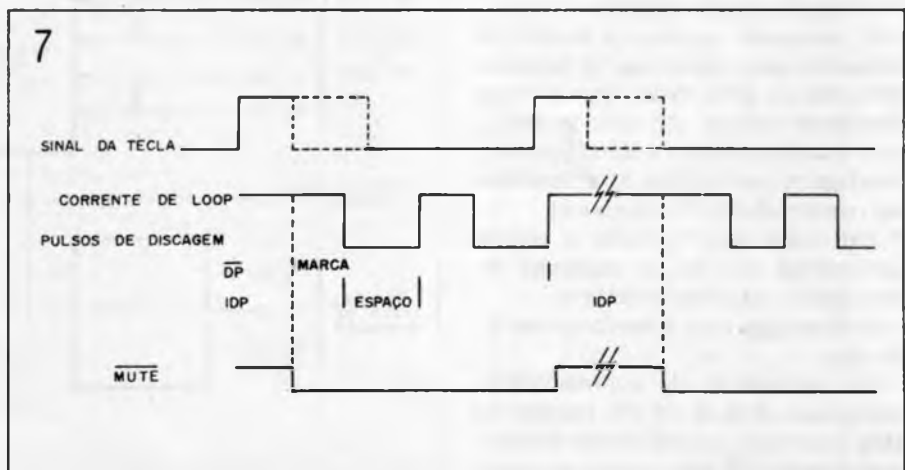 7
SINAL DA TECLA
CORRENTE DE LOOP
PULSOS DE DISCAGEM
DP MARCA
IDP ESPAÇO IDP
MUTE